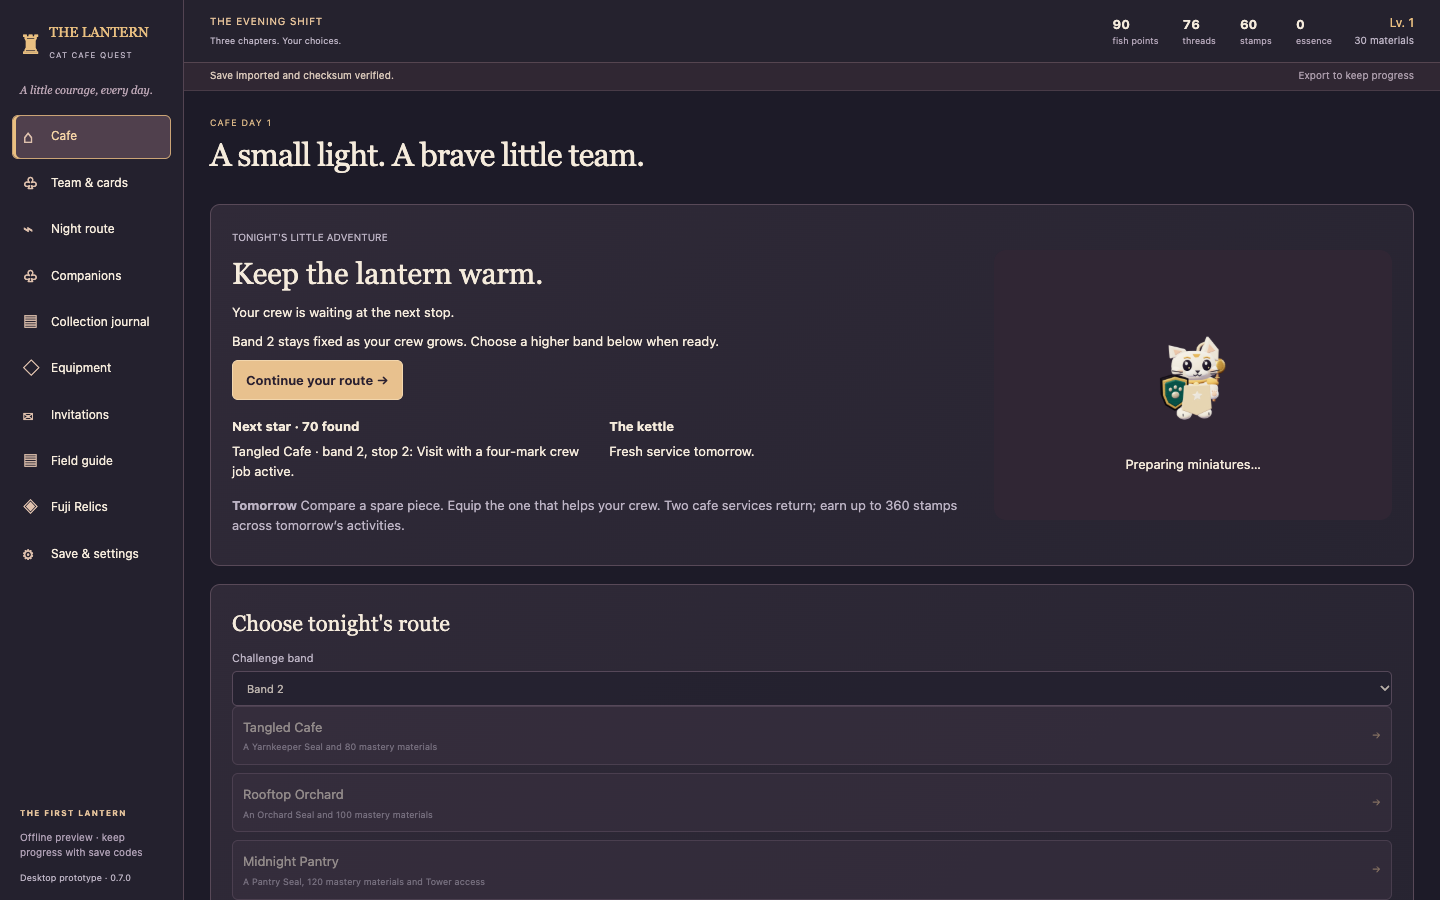 THE LANTERN
CAT CAFE QUEST
A little courage, every day.
Cafe
Team & cards
Night route
Companions
Collection journal
Equipment
Invitations
Field guide
Fuji Relics
Save & settings
THE FIRST LANTERN
Offline preview · keep
progress with save codes
Desktop prototype · 0.7.0
THE EVENING SHIFT
Three chapters. Your choices.
90
fish points
76
threads
60
stamps
0
essence
Lv. 1
30 materials
Save imported and checksum verified.
Export to keep progress
CAFE DAY 1
A small light. A brave little team.
TONIGHT'S LITTLE ADVENTURE
Keep the lantern warm.
Your crew is waiting at the next stop.
Band 2 stays fixed as your crew grows. Choose a higher band below when ready.
Continue your route →
Next star · 70 found
Tangled Cafe · band 2, stop 2: Visit with a four-mark crew
job active.
The kettle
Fresh service tomorrow.
Tomorrow Compare a spare piece. Equip the one that helps your crew. Two cafe services return; earn up to 360 stamps
across tomorrow’s activities.
Preparing miniatures…
Choose tonight's route
Challenge band
Band 2
Tangled Cafe
A Yarnkeeper Seal and 80 mastery materials
→
Rooftop Orchard
An Orchard Seal and 100 mastery materials
→
Midnight Pantry
A Pantry Seal, 120 mastery materials and Tower access
→